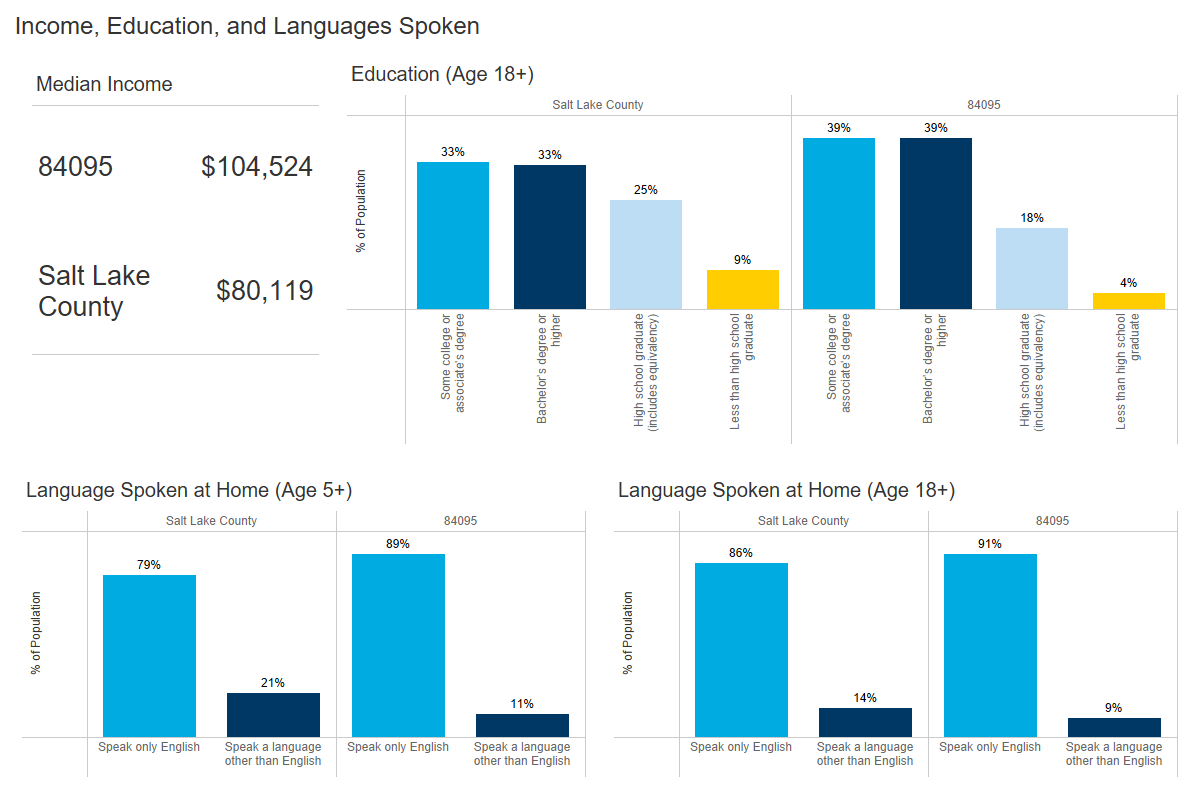 Income, Education, and Languages Spoken
Median Income
84095 $104,524
Salt Lake
County
$80,119
Education (Age 18+)
Salt Lake County 84095
% of Population
33% 33% 25% 9% 39% 39% 18% 4%
Some college or
associate's degree
Bachelor's degree or
higher
High school graduate
(includes equivalency)
Less than high school
graduate
Some college or
associate's degree
Bachelor's degree or
higher
High school graduate
(includes equivalency)
Less than high school
graduate
Language Spoken at Home (Age 5+)
Salt Lake County 84095
% of Population
79% 21% 89% 11%
Speak only English
Speak a language
other than English
Speak only English
Speak a language
other than English
Language Spoken at Home (Age 18+)
Salt Lake County 84095
% of Population
86% 14% 91% 9%
Speak only English
Speak a language
other than English
Speak only English
Speak a language
other than English